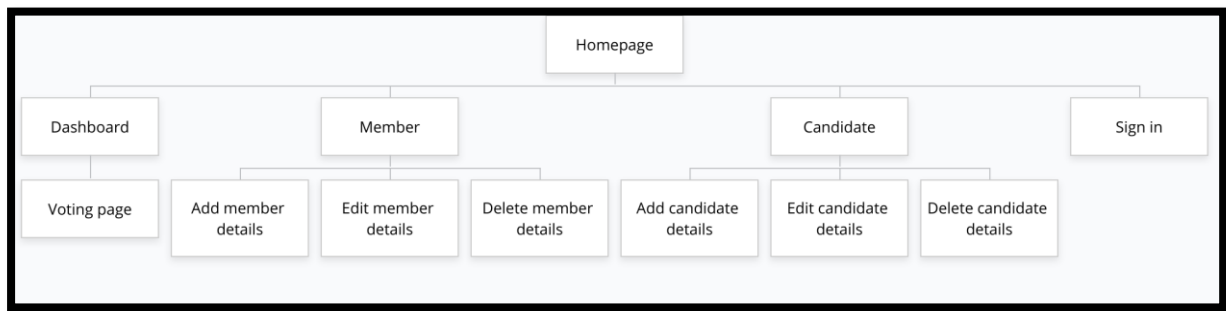 Homepage
Dashboard
Member
Candidate
Sign in
Voting page
Add member
details
Edit member
details
Delete member
details
Add candidate
details
Edit candidate
details
Delete candidate
details